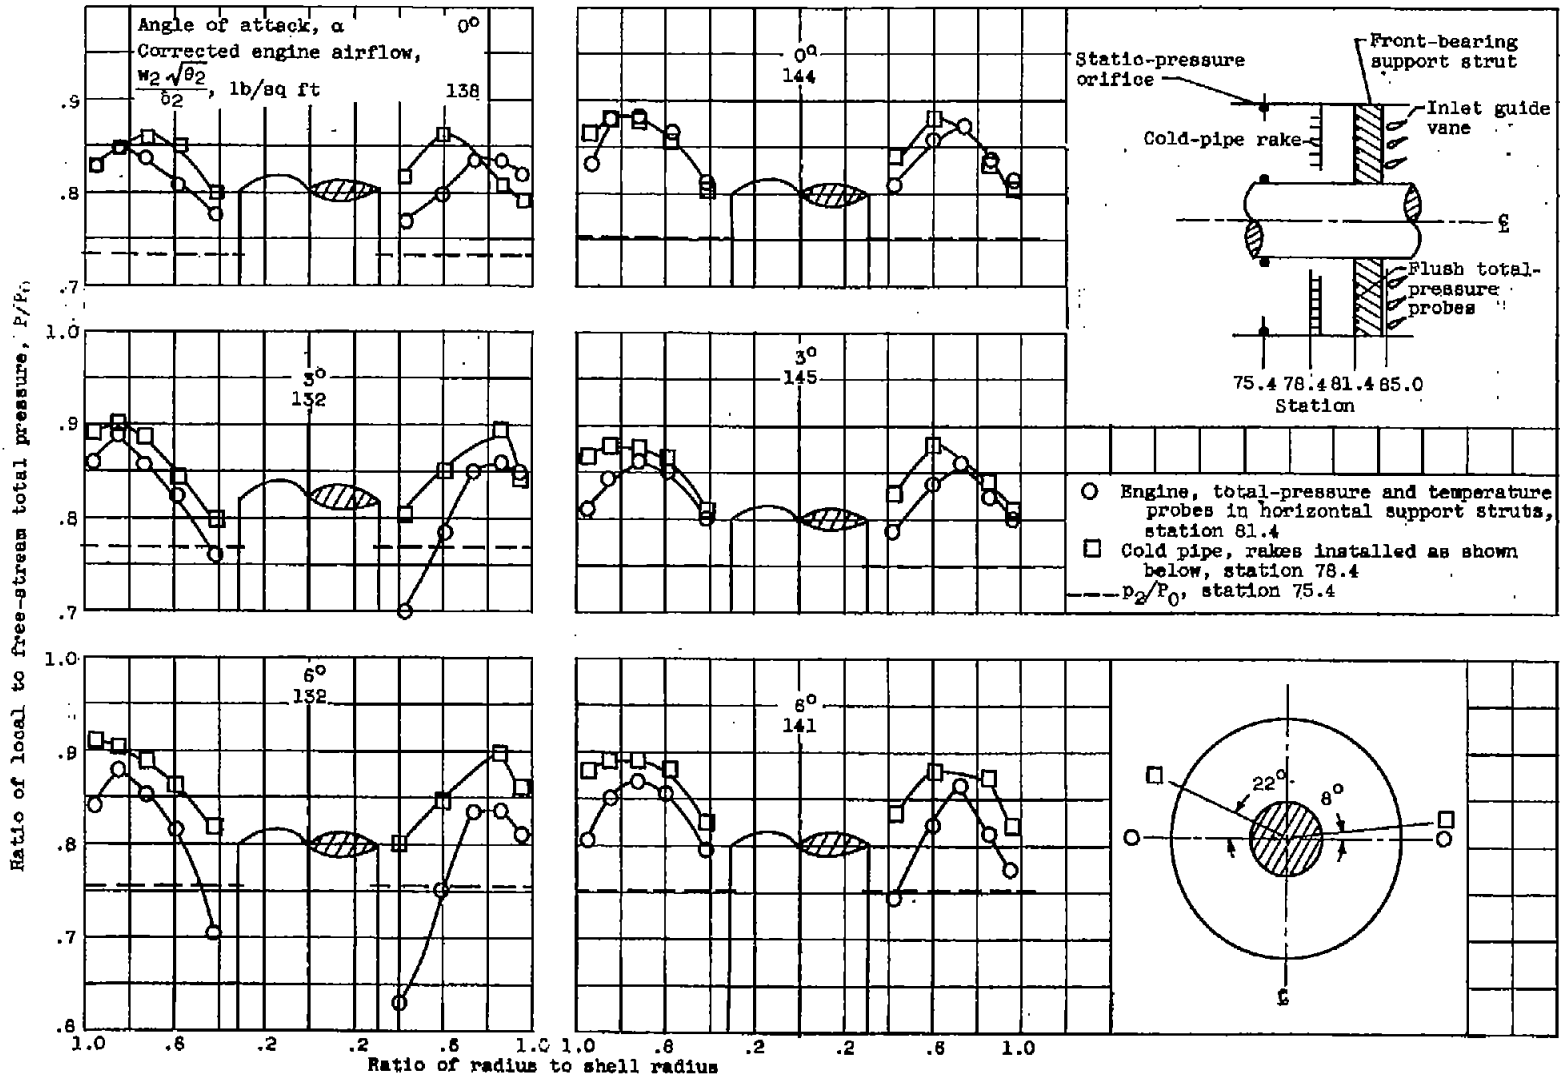 Angle of attack, α 0°
Corrected engine airflow,
w2 √θ2
δ2 , lb/sq ft 138
0°
144
.9
.8
.7
Static-pressure
orifice
Front-bearing
support strut
Inlet guide
vane
Cold-pipe rake
℄
Flush total-
pressure
probes
75.4 78.4 81.4 85.0
Station
Ratio of local to free-stream total pressure, P/P0
1.0
.9
.8
.7
3°
132
3°
145
Engine, total-pressure and temperature
probes in horizontal support struts,
station 81.4
Cold pipe, rakes installed as shown
below, station 78.4
p2/P0, station 75.4
1.0
.9
.8
.7
.6
6°
132
6°
141
22°
8°
℄
1.0 .6 .2 .2 .6 1.0 1.0 .6 .2 .2 .6 1.0
Ratio of radius to shell radius